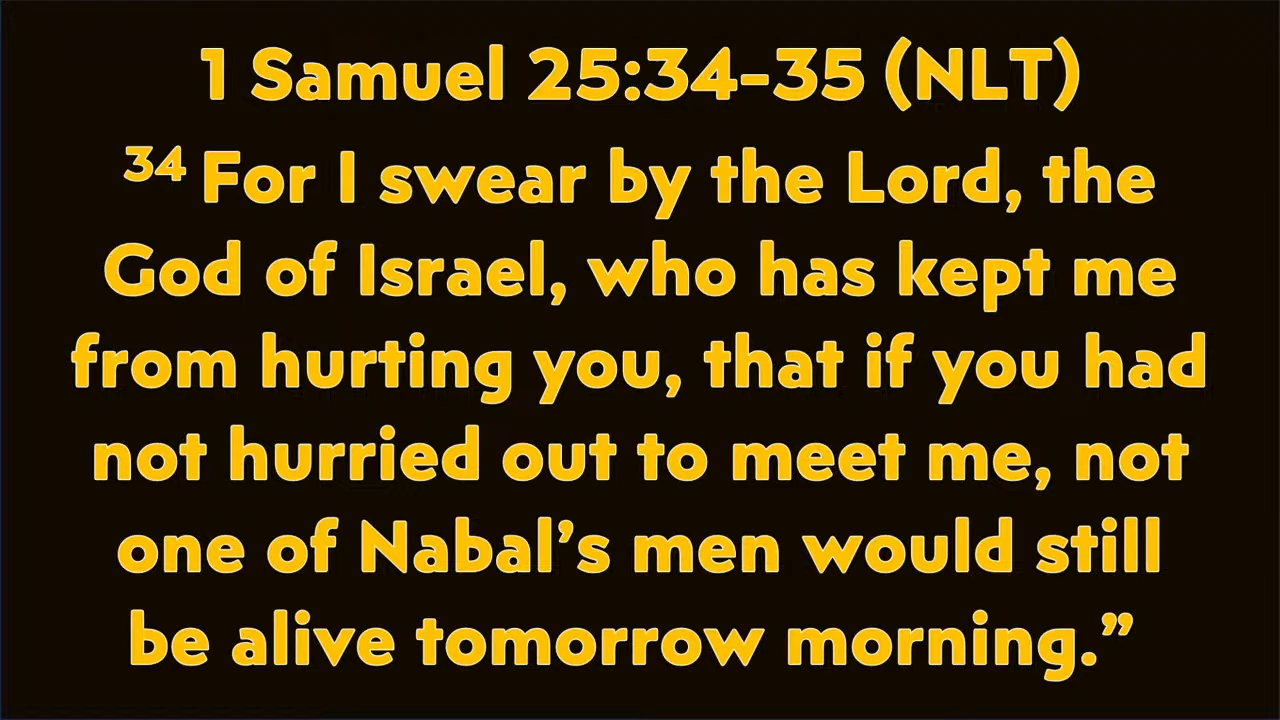 1 Samuel 25:34-35 (NLT)
³⁴ For I swear by the Lord, the
God of Israel, who has kept me
from hurting you, that if you had
not hurried out to meet me, not
one of Nabal’s men would still
be alive tomorrow morning.”